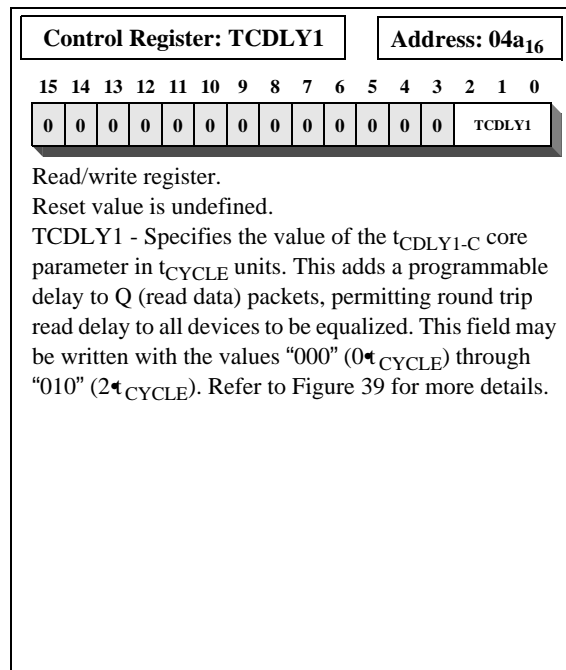 Control Register: TCDLY1 Address: 04a16
15 14 13 12 11 10 9 8 7 6 5 4 3 2 1 0
0 0 0 0 0 0 0 0 0 0 0 0 0 TCDLY1
Read/write register.
Reset value is undefined.
TCDLY1 - Specifies the value of the tCDLY1-C core
parameter in tCYCLE units. This adds a programmable
delay to Q (read data) packets, permitting round trip
read delay to all devices to be equalized. This field may
be written with the values “000” (0•tCYCLE) through
“010” (2•tCYCLE). Refer to Figure 39 for more details.